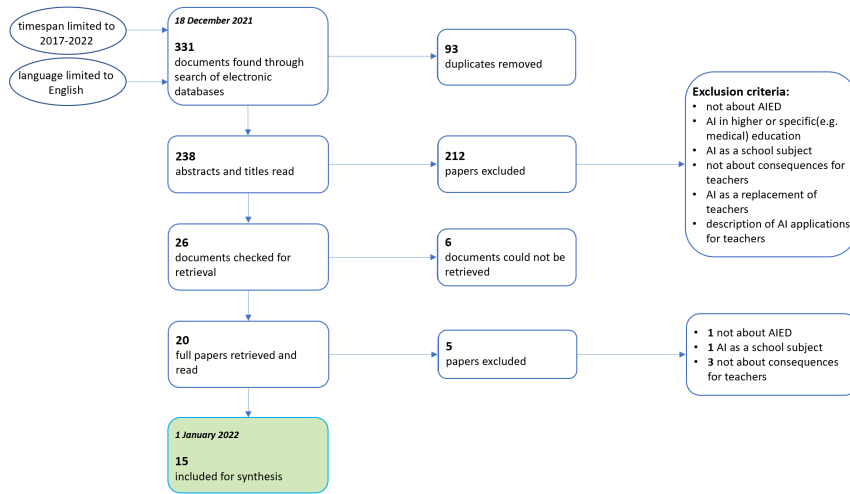 timespan limited to
2017-2022
language limited to
English
18 December 2021
331
documents found through
search of electronic
databases
93
duplicates removed
238
abstracts and titles read
212
papers excluded
Exclusion criteria:
• not about AIED
• AI in higher or specific(e.g.
medical) education
• AI as a school subject
• not about consequences for
teachers
• AI as a replacement of
teachers
• description of AI applications
for teachers
26
documents checked for
retrieval
6
documents could not be
retrieved
20
full papers retrieved and
read
5
papers excluded
• 1 not about AIED
• 1 AI as a school subject
• 3 not about consequences
for teachers
1 January 2022
15
included for synthesis